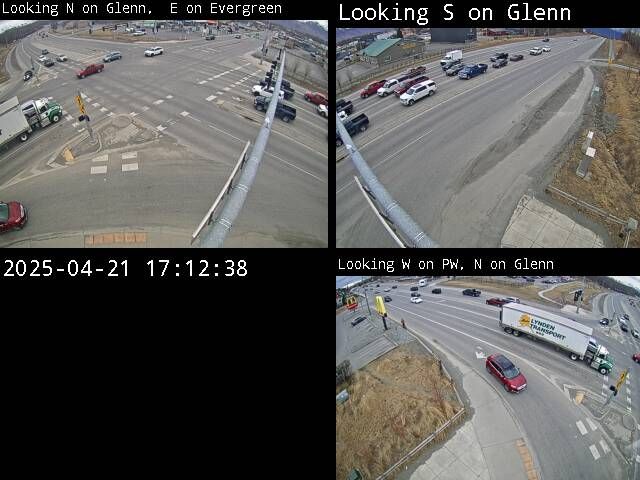 Looking N on Glenn,  E on Evergreen
Looking S on Glenn
2025-04-21 17:12:38
Looking W on PW, N on Glenn
LYNDEN
TRANSPORT